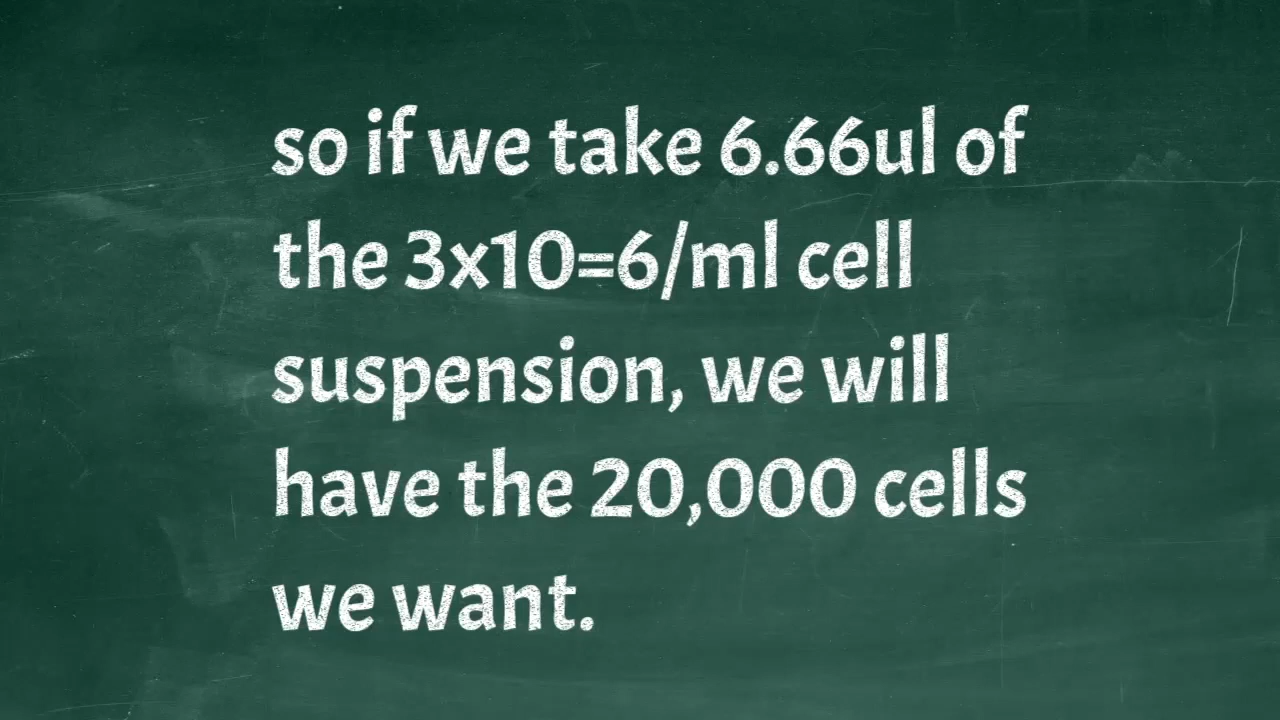 so if we take 6.66ul of
the 3x10=6/ml cell
suspension, we will
have the 20,000 cells
we want.